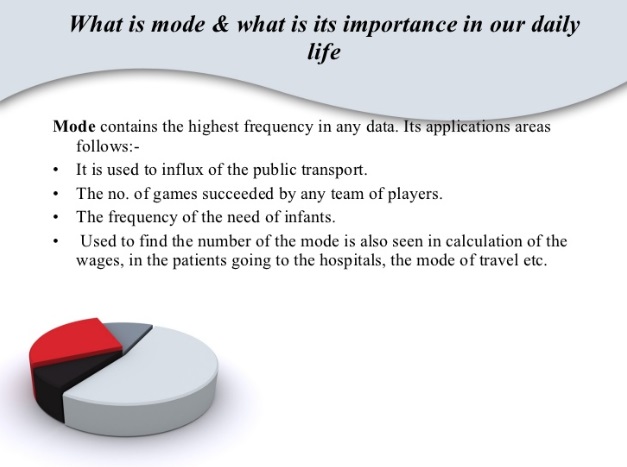 What is mode & what is its importance in our daily
life
Mode contains the highest frequency in any data. Its applications areas
follows:-
• It is used to influx of the public transport.
• The no. of games succeeded by any team of players.
• The frequency of the need of infants.
• Used to find the number of the mode is also seen in calculation of the
wages, in the patients going to the hospitals, the mode of travel etc.